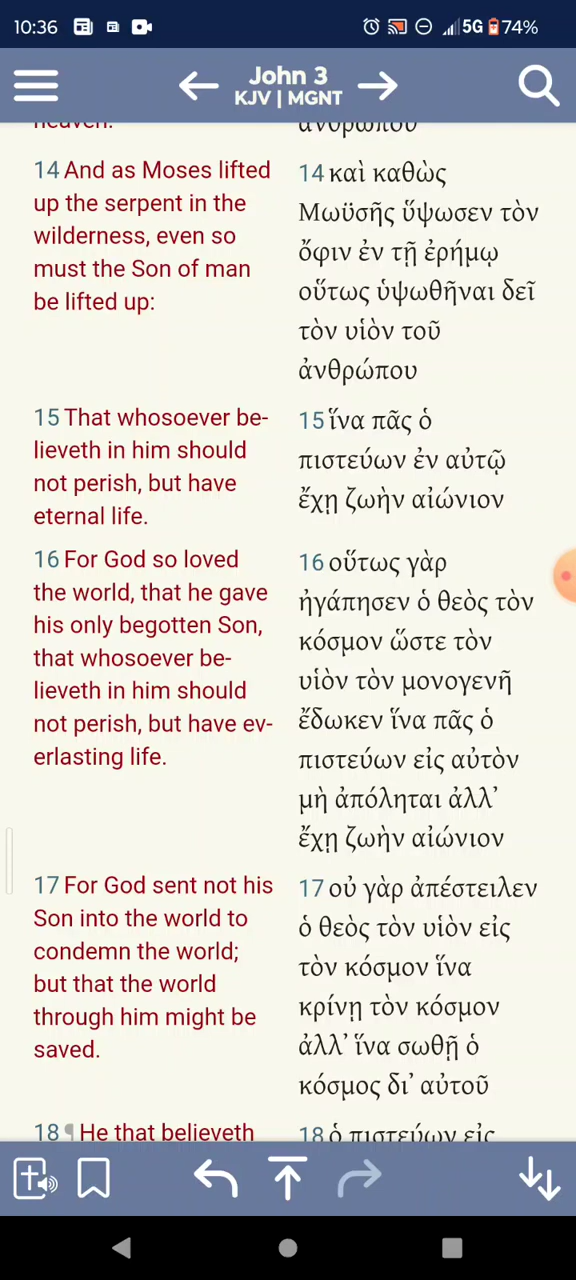 10:36
5G 74%
John 3
KJV | MGNT
heaven.
14 And as Moses lifted
up the serpent in the
wilderness, even so
must the Son of man
be lifted up:
15 That whosoever be-
lieveth in him should
not perish, but have
eternal life.
16 For God so loved
the world, that he gave
his only begotten Son,
that whosoever be-
lieveth in him should
not perish, but have ev-
erlasting life.
17 For God sent not his
Son into the world to
condemn the world;
but that the world
through him might be
saved.
18 ¶ He that believeth
ἀνθρώπου
14 καὶ καθὼς
Μωϋσῆς ὕψωσεν τὸν
ὄφιν ἐν τῇ ἐρήμῳ
οὕτως ὑψωθῆναι δεῖ
τὸν υἱὸν τοῦ
ἀνθρώπου
15 ἵνα πᾶς ὁ
πιστεύων ἐν αὐτῷ
ἔχῃ ζωὴν αἰώνιον
16 οὕτως γὰρ
ἠγάπησεν ὁ θεὸς τὸν
κόσμον ὥστε τὸν
υἱὸν τὸν μονογενῆ
ἔδωκεν ἵνα πᾶς ὁ
πιστεύων εἰς αὐτὸν
μὴ ἀπόληται ἀλλ’
ἔχῃ ζωὴν αἰώνιον
17 οὐ γὰρ ἀπέστειλεν
ὁ θεὸς τὸν υἱὸν εἰς
τὸν κόσμον ἵνα
κρίνῃ τὸν κόσμον
ἀλλ’ ἵνα σωθῇ ὁ
κόσμος δι’ αὐτοῦ
18 ὁ πιστεύων εἰς